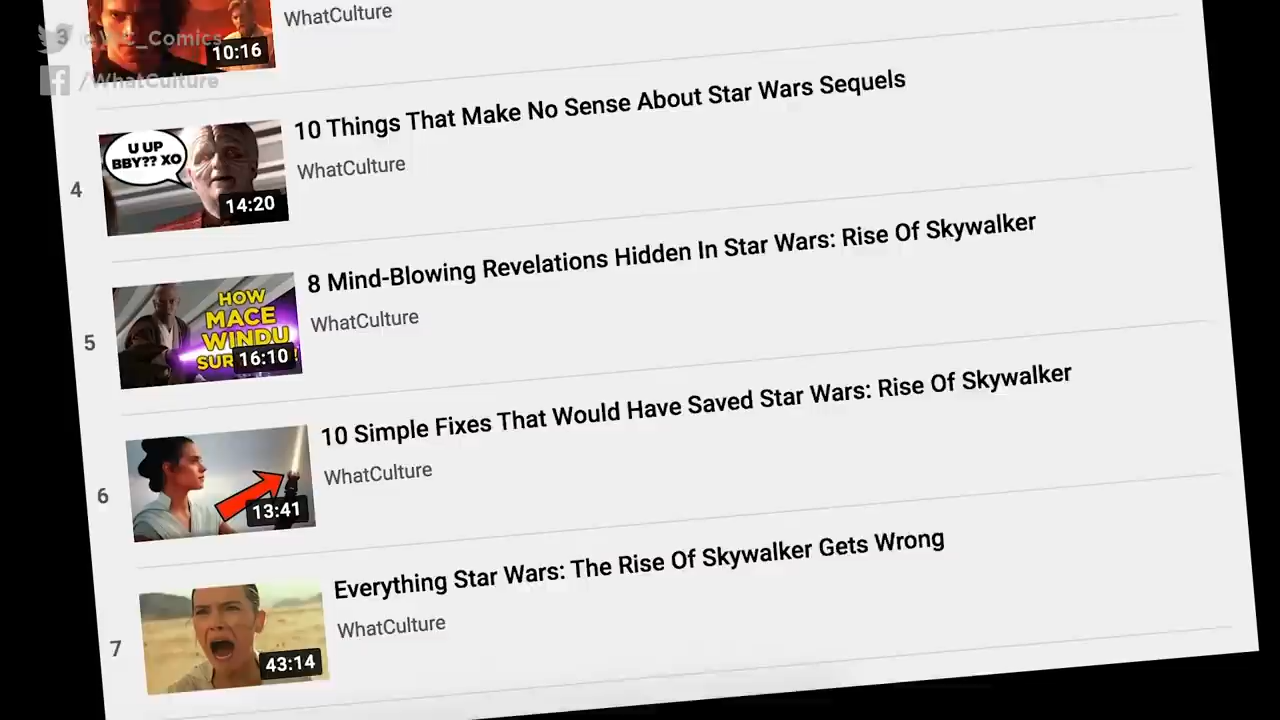 @WC_Comics
/WhatCulture
3
10:16
WhatCulture
4
U UP
BBY?? XO
14:20
10 Things That Make No Sense About Star Wars Sequels
WhatCulture
5
HOW
MACE
WINDU
SUR !
16:10
8 Mind-Blowing Revelations Hidden In Star Wars: Rise Of Skywalker
WhatCulture
6
13:41
10 Simple Fixes That Would Have Saved Star Wars: Rise Of Skywalker
WhatCulture
7
43:14
Everything Star Wars: The Rise Of Skywalker Gets Wrong
WhatCulture